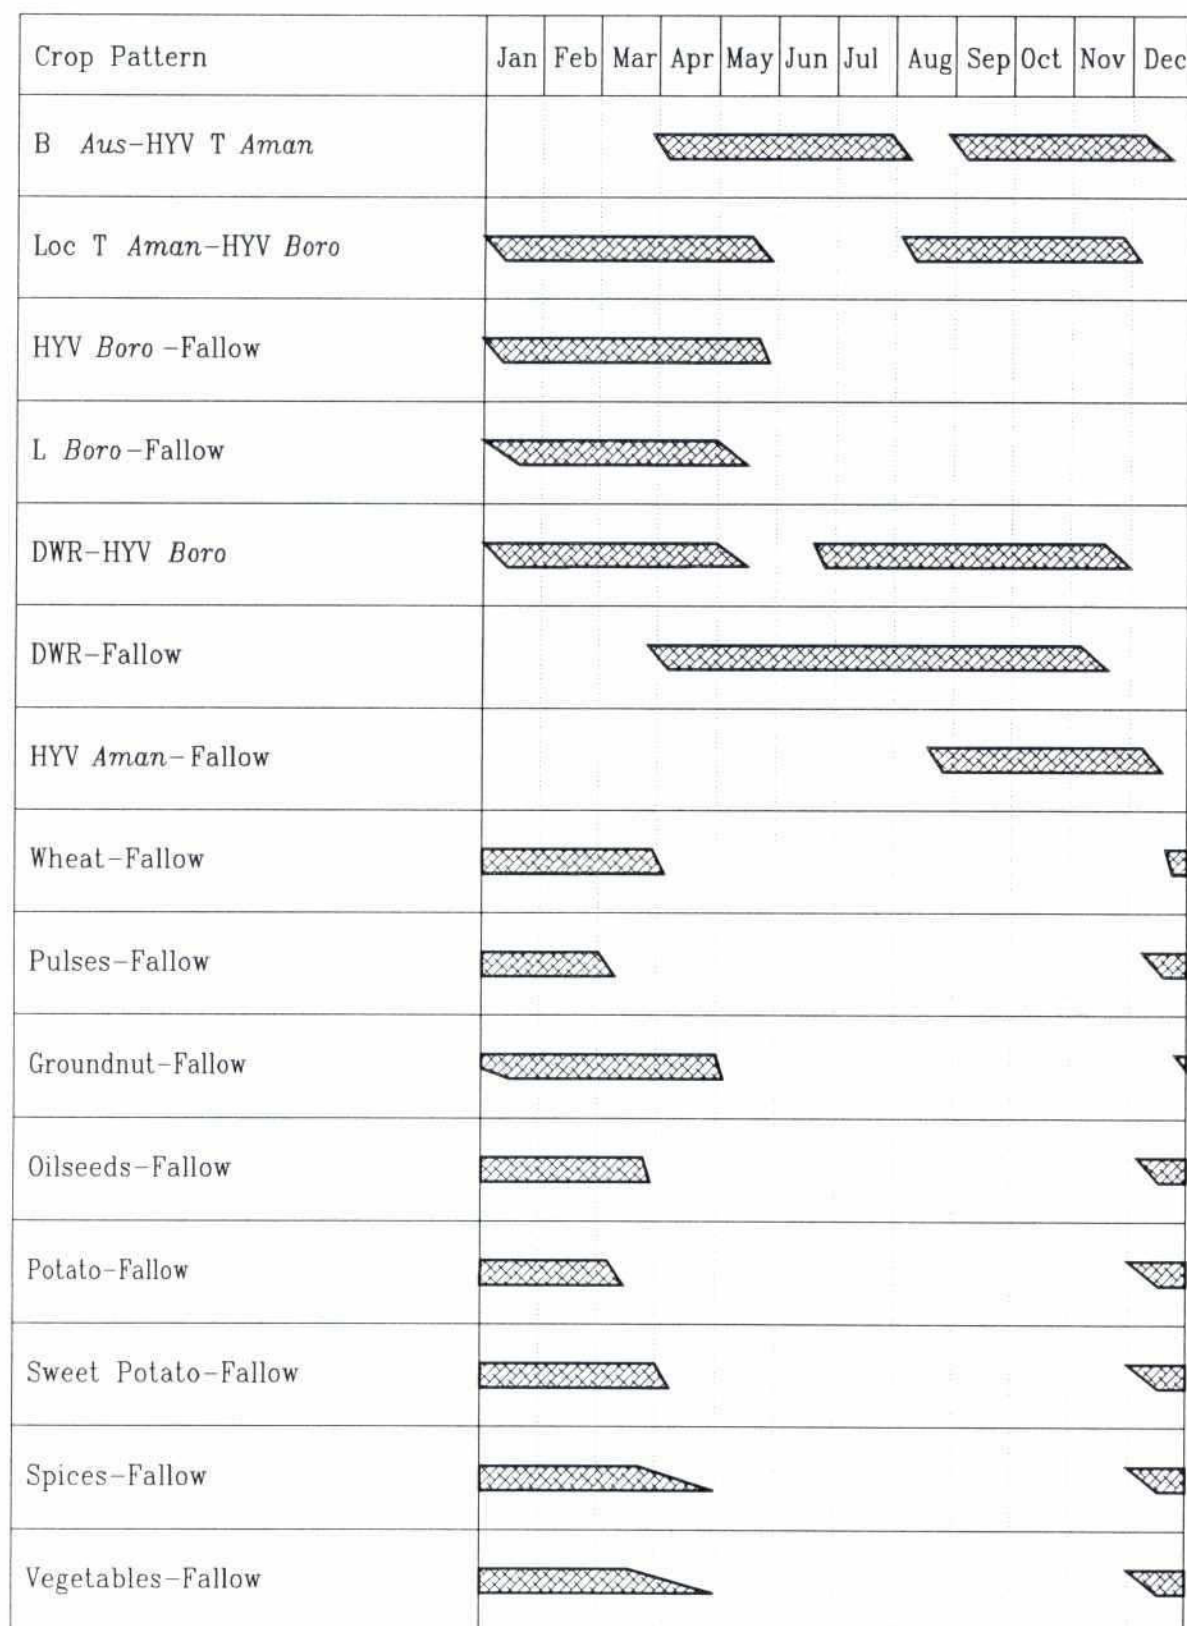 Crop Pattern Jan Feb Mar Apr May Jun Jul Aug Sep Oct Nov Dec
B Aus-HYV T Aman
Loc T Aman-HYV Boro
HYV Boro -Fallow
L Boro-Fallow
DWR-HYV Boro
DWR-Fallow
HYV Aman-Fallow
Wheat-Fallow
Pulses-Fallow
Groundnut-Fallow
Oilseeds-Fallow
Potato-Fallow
Sweet Potato-Fallow
Spices-Fallow
Vegetables-Fallow